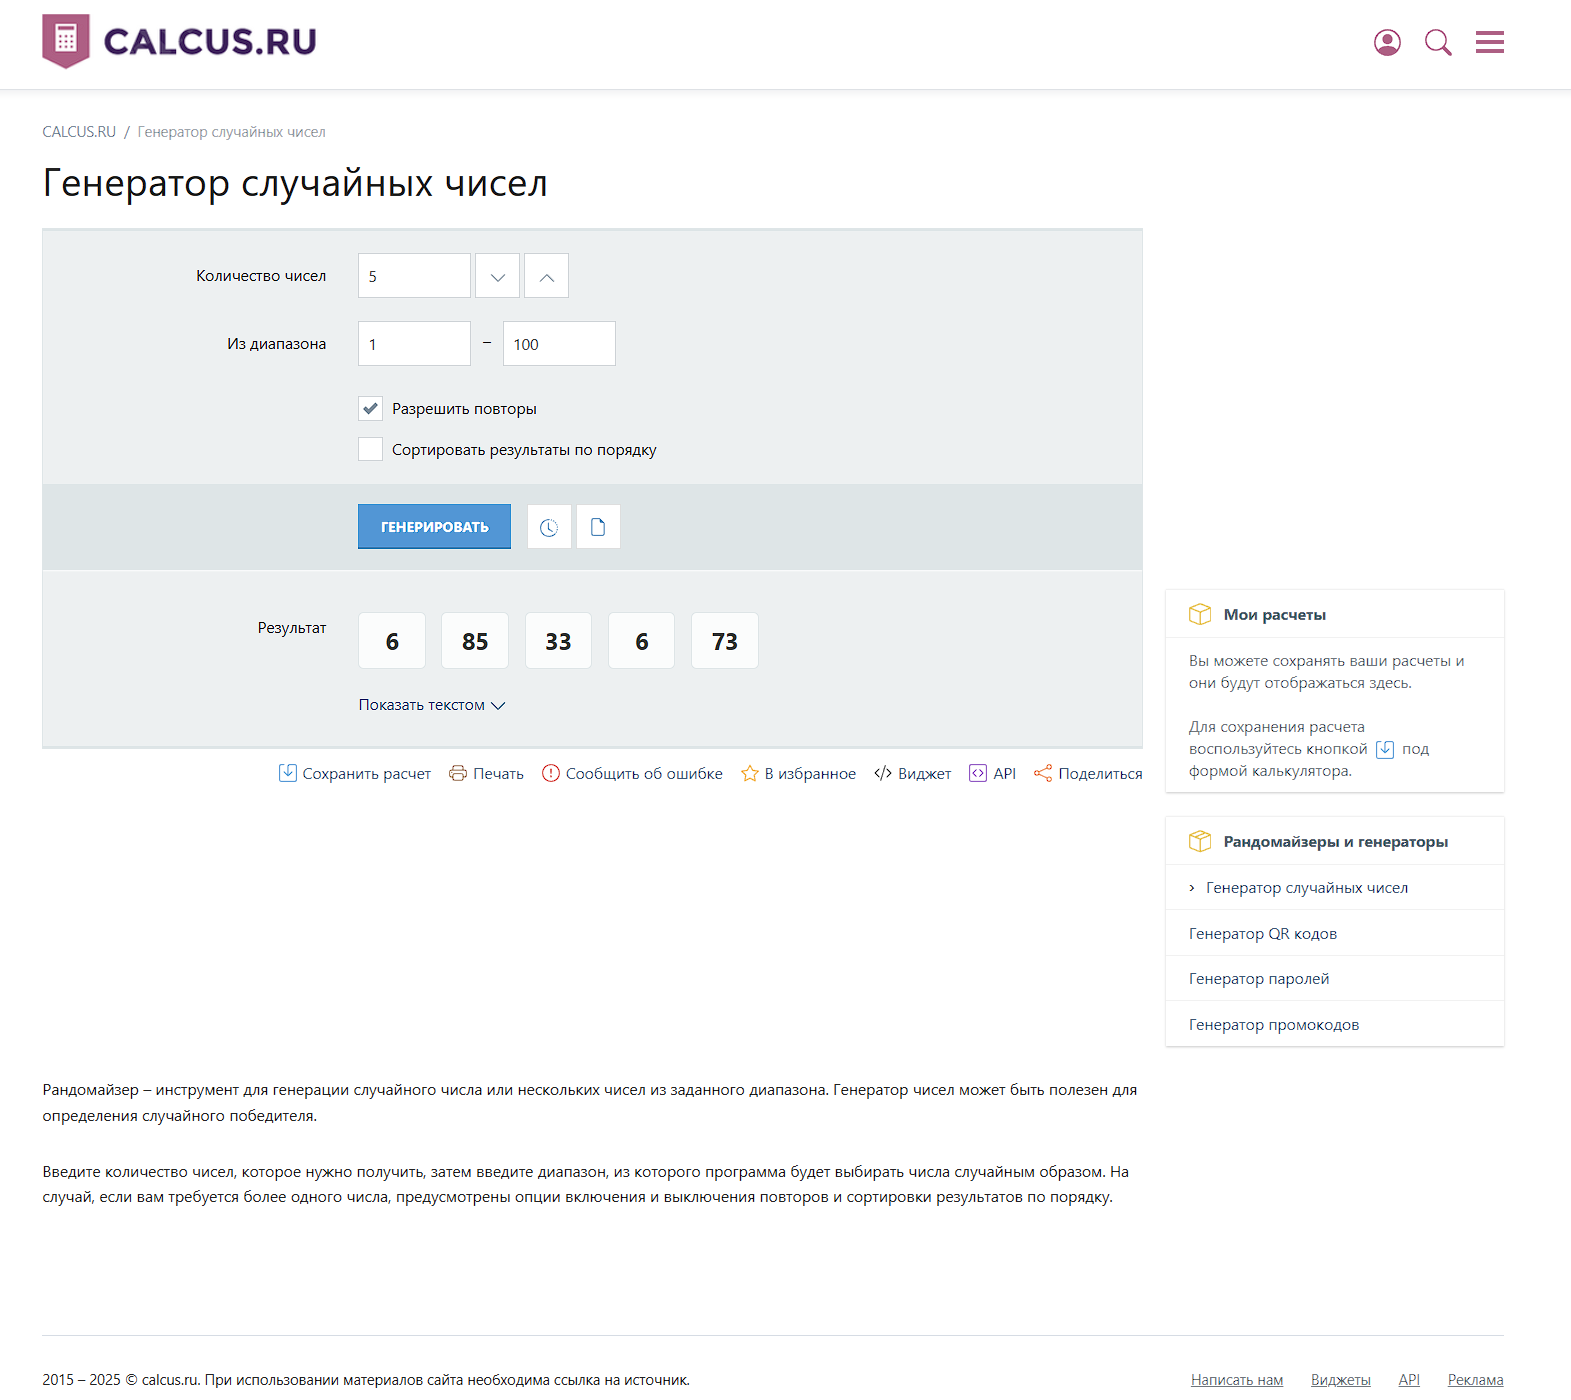 CALCUS.RU
CALCUS.RU / Генератор случайных чисел
Генератор случайных чисел
Количество чисел 5
Из диапазона 1 – 100
Разрешить повторы
Сортировать результаты по порядку
ГЕНЕРИРОВАТЬ
Результат 6 85 33 6 73
Показать текстом
Сохранить расчет Печать Сообщить об ошибке В избранное Виджет API Поделиться
Мои расчеты
Вы можете сохранять ваши расчеты и
они будут отображаться здесь.
Для сохранения расчета
воспользуйтесь кнопкой под
формой калькулятора.
Рандомайзеры и генераторы
› Генератор случайных чисел
Генератор QR кодов
Генератор паролей
Генератор промокодов
Рандомайзер – инструмент для генерации случайного числа или нескольких чисел из заданного диапазона. Генератор чисел может быть полезен для
определения случайного победителя.
Введите количество чисел, которое нужно получить, затем введите диапазон, из которого программа будет выбирать числа случайным образом. На
случай, если вам требуется более одного числа, предусмотрены опции включения и выключения повторов и сортировки результатов по порядку.
2015 – 2025 © calcus.ru. При использовании материалов сайта необходима ссылка на источник.
Написать нам Виджеты API Реклама